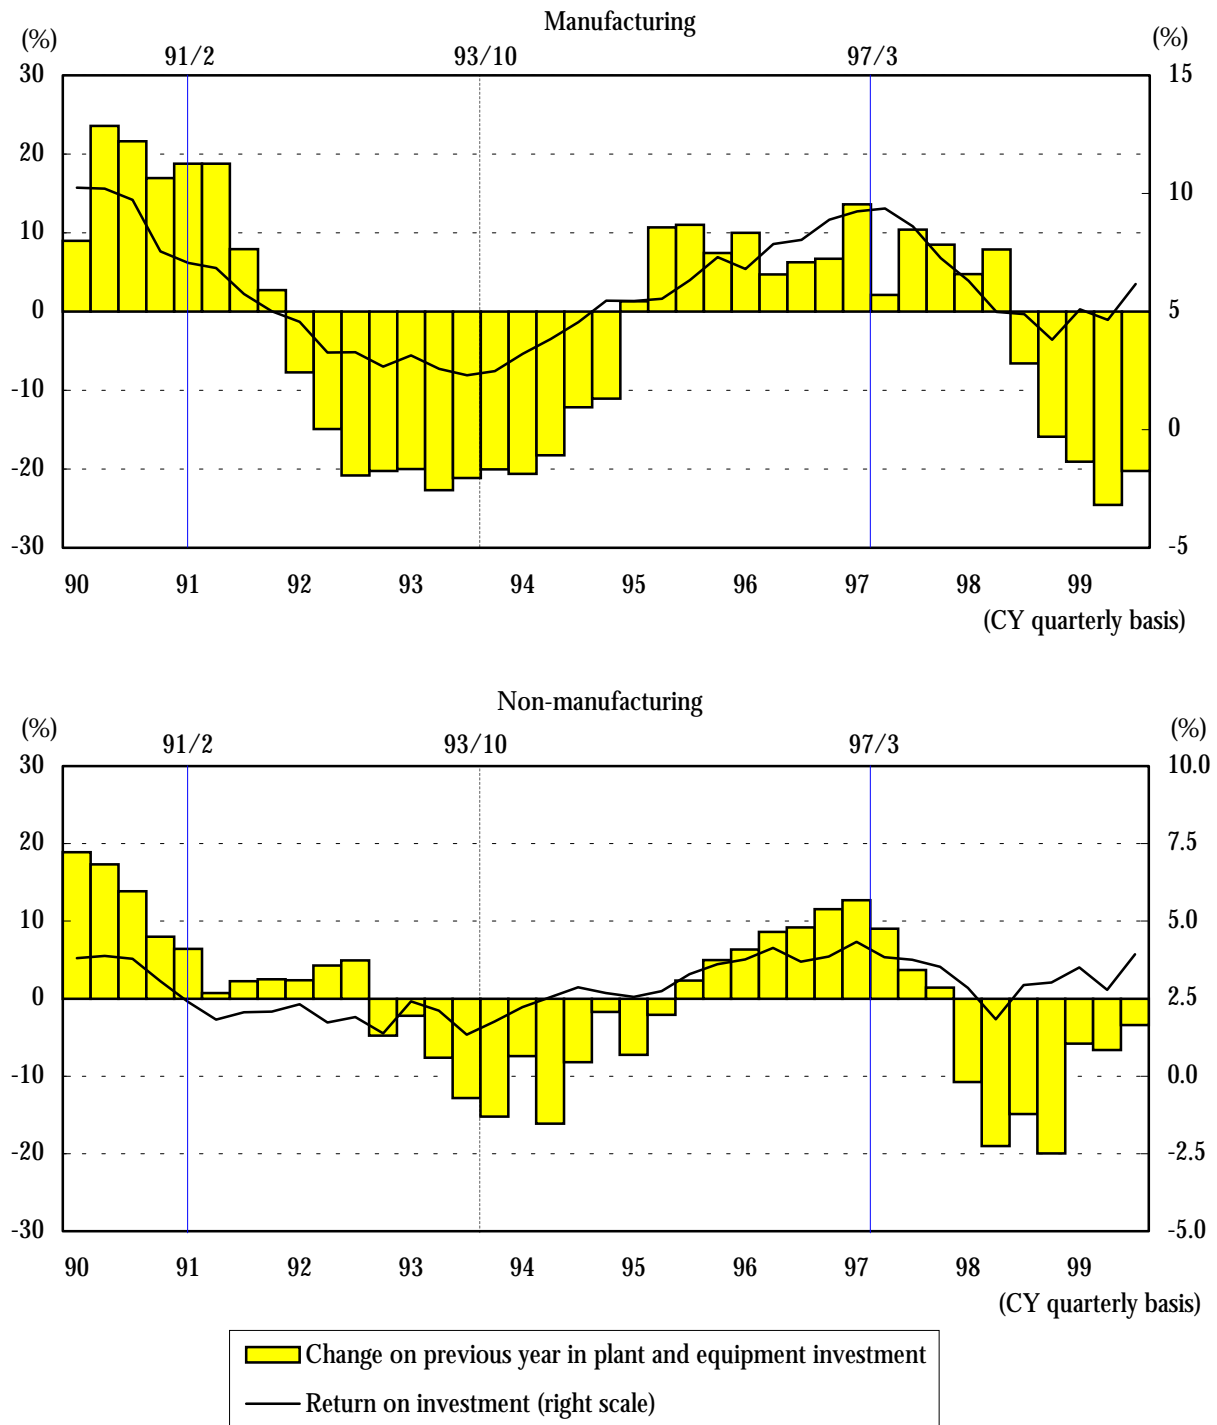 Manufacturing
(%) (%)
91/2 93/10 97/3
30 15
20
10
10
0 5
-10
0
-20
-30 -5
90 91 92 93 94 95 96 97 98 99
(CY quarterly basis)
Non-manufacturing
(%) (%)
91/2 93/10 97/3
30 10.0
20 7.5
10 5.0
0 2.5
-10 0.0
-20 -2.5
-30 -5.0
90 91 92 93 94 95 96 97 98 99
(CY quarterly basis)
Change on previous year in plant and equipment investment
Return on investment (right scale)